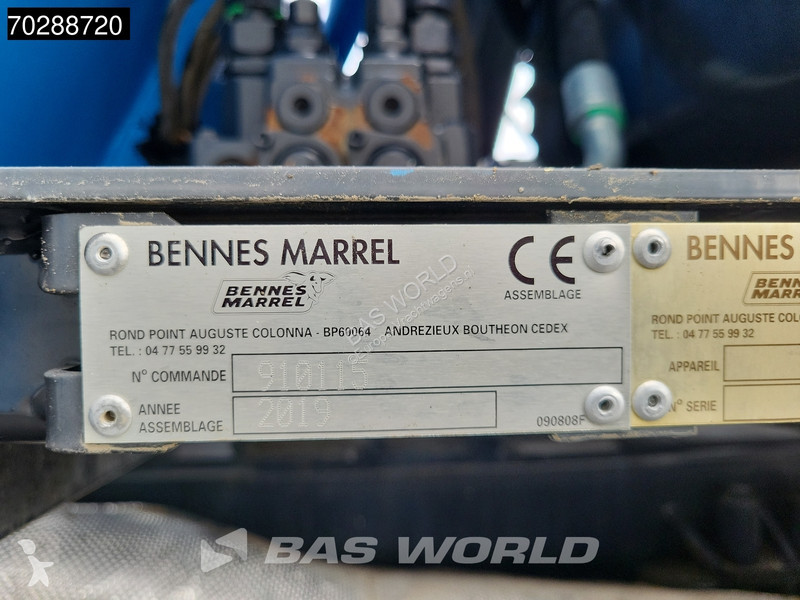 70288720
BENNES MARREL
CE
ASSEMBLAGE
BENNES
MARREL
ROND POINT AUGUSTE COLONNA - BP60064 ANDREZIEUX BOUTHEON CEDEX
TEL. : 04 77 55 99 32
N° COMMANDE 910115
ANNEE
ASSEMBLAGE 2019
090808F
BENNES
BENNES
MARREL
ROND POINT AUGUSTE COLONNA
TEL. : 04 77 55 99 32
APPAREIL
N° SERIE
BAS WORLD
BAS WORLD